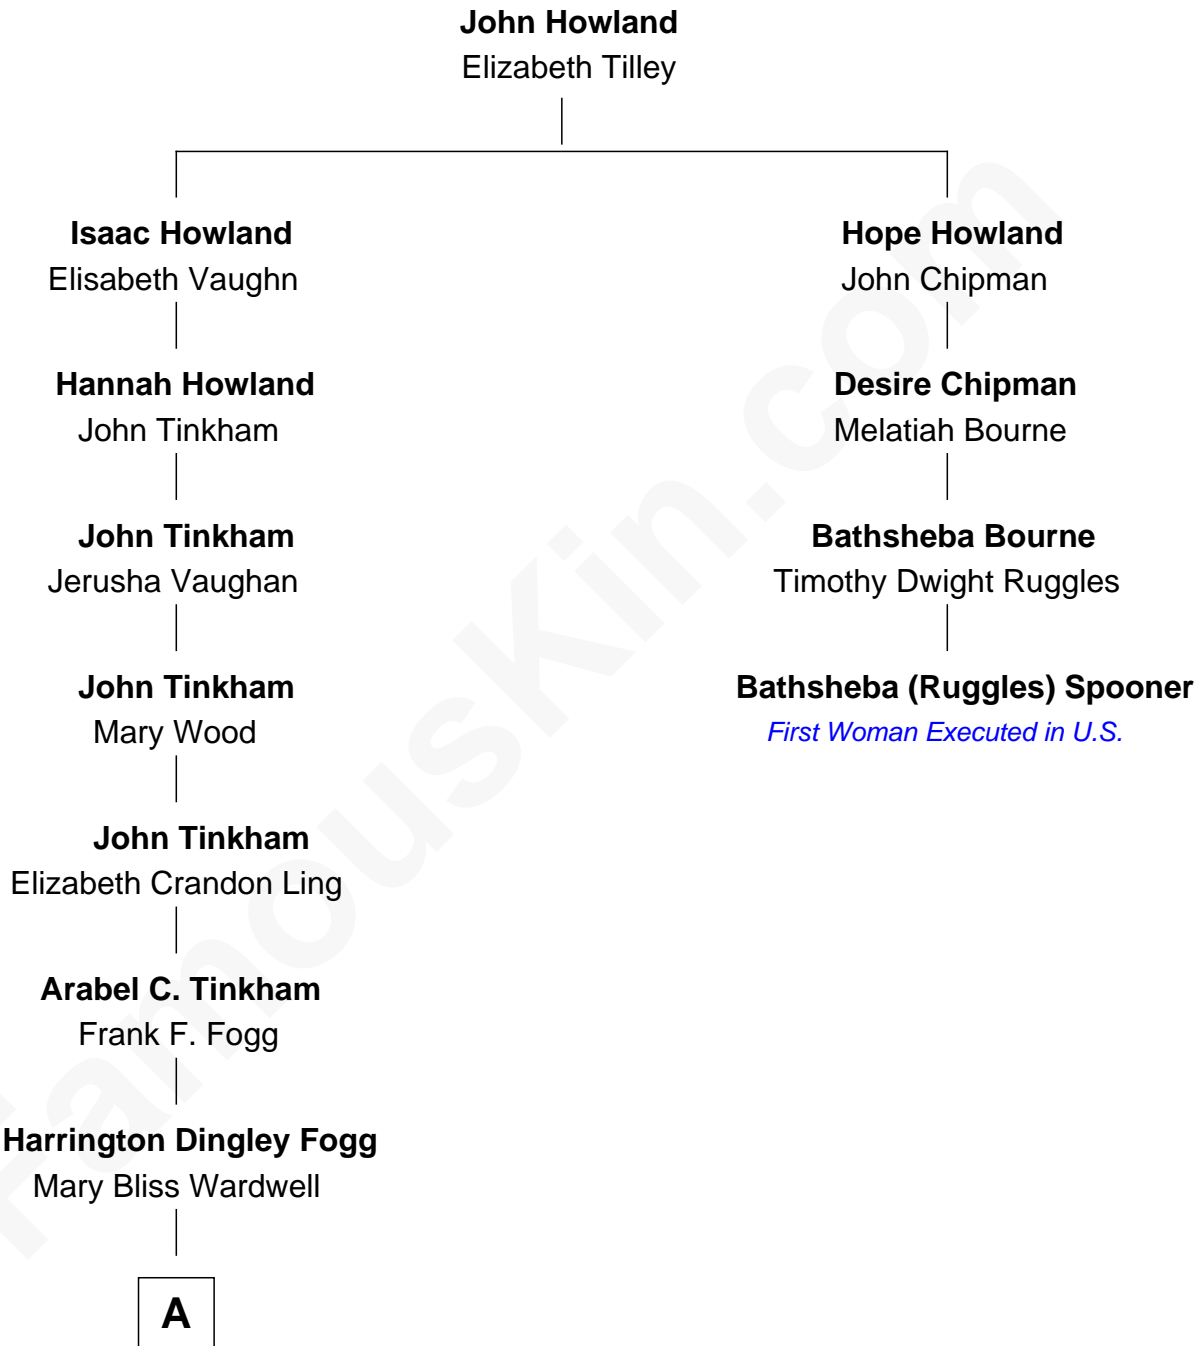 John Howland
Elizabeth Tilley
Isaac Howland
Elisabeth Vaughn
Hannah Howland
John Tinkham
John Tinkham
Jerusha Vaughan
John Tinkham
Mary Wood
John Tinkham
Elizabeth Crandon Ling
Arabel C. Tinkham
Frank F. Fogg
Harrington Dingley Fogg
Mary Bliss Wardwell
A
Hope Howland
John Chipman
Desire Chipman
Melatiah Bourne
Bathsheba Bourne
Timothy Dwight Ruggles
Bathsheba (Ruggles) Spooner
First Woman Executed in U.S.
FamousKin.com